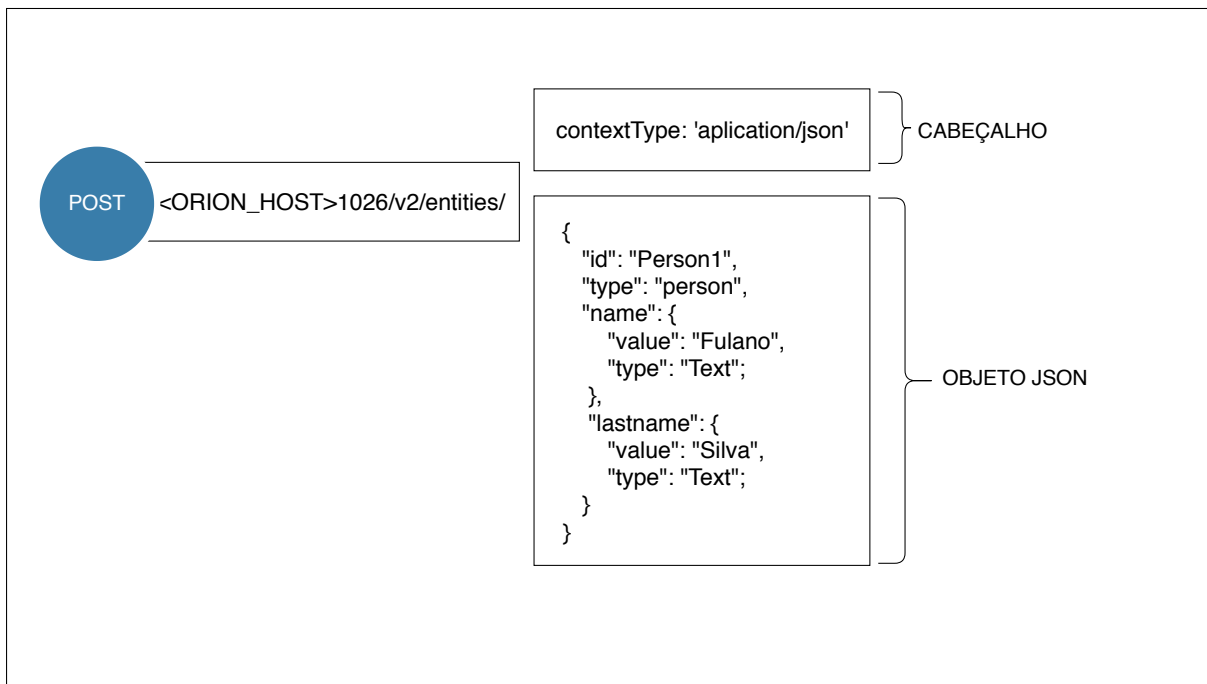 POST
<ORION_HOST>1026/v2/entities/
contextType: 'aplication/json'
CABEÇALHO
{
"id": "Person1",
"type": "person",
"name": {
"value": "Fulano",
"type": "Text";
},
"lastname": {
"value": "Silva",
"type": "Text";
}
}
OBJETO JSON